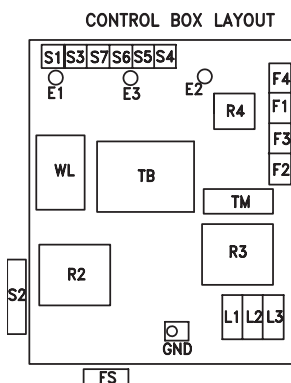 CONTROL BOX LAYOUT
S1 S3 S7 S6 S5 S4
E1 E3 E2
F4
R4 F1
F3
WL TB F2
TM
R2 R3
S2
L1 L2 L3
GND
FS